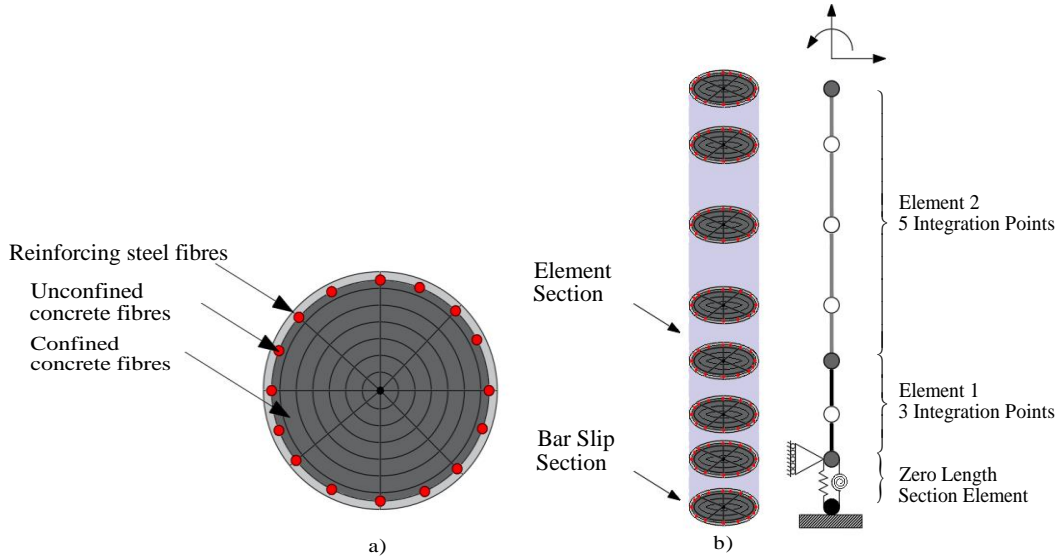 Reinforcing steel fibres
Unconfined
concrete fibres
Confined
concrete fibres
a)
Element
Section
Bar Slip
Section
b)
Element 2
5 Integration Points
Element 1
3 Integration Points
Zero Length
Section Element